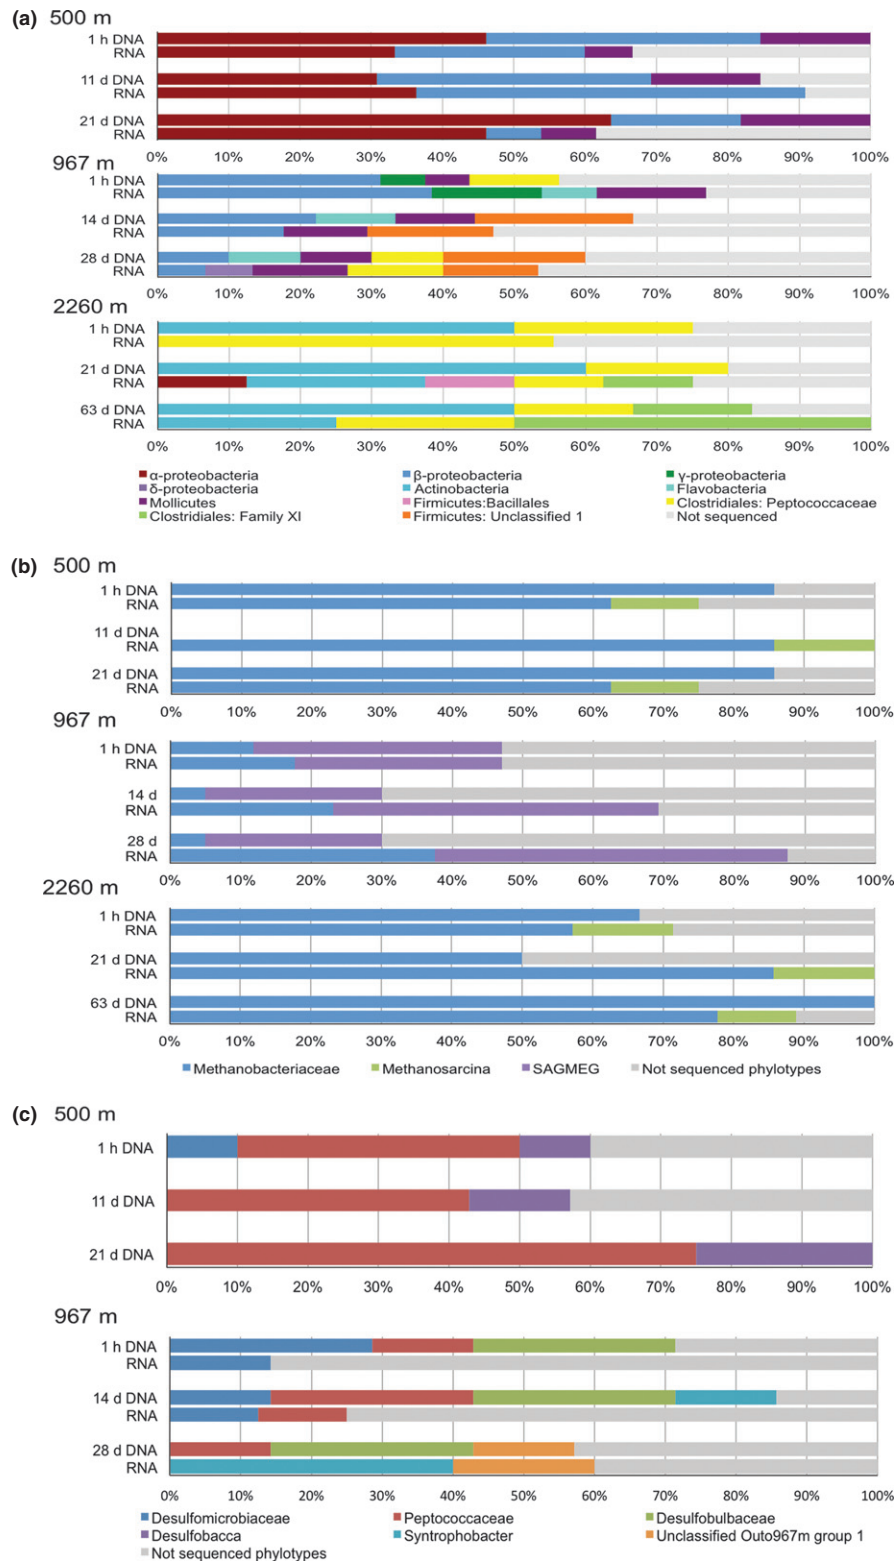 (a) 500 m
1 h DNA
RNA
11 d DNA
RNA
21 d DNA
RNA
0% 10% 20% 30% 40% 50% 60% 70% 80% 90% 100%
967 m
1 h DNA
RNA
14 d DNA
RNA
28 d DNA
RNA
0% 10% 20% 30% 40% 50% 60% 70% 80% 90% 100%
2260 m
1 h DNA
RNA
21 d DNA
RNA
63 d DNA
RNA
0% 10% 20% 30% 40% 50% 60% 70% 80% 90% 100%
α-proteobacteria β-proteobacteria γ-proteobacteria
δ-proteobacteria Actinobacteria Flavobacteria
Mollicutes Firmicutes:Bacillales Clostridiales: Peptococcaceae
Clostridiales: Family XI Firmicutes: Unclassified 1 Not sequenced
(b) 500 m
1 h DNA
RNA
11 d DNA
RNA
21 d DNA
RNA
0% 10% 20% 30% 40% 50% 60% 70% 80% 90% 100%
967 m
1 h DNA
RNA
14 d
RNA
28 d
RNA
0% 10% 20% 30% 40% 50% 60% 70% 80% 90% 100%
2260 m
1 h DNA
RNA
21 d DNA
RNA
63 d DNA
RNA
0% 10% 20% 30% 40% 50% 60% 70% 80% 90% 100%
Methanobacteriaceae Methanosarcina SAGMEG Not sequenced phylotypes
(c) 500 m
1 h DNA
11 d DNA
21 d DNA
0% 10% 20% 30% 40% 50% 60% 70% 80% 90% 100%
967 m
1 h DNA
RNA
14 d DNA
RNA
28 d DNA
RNA
0% 10% 20% 30% 40% 50% 60% 70% 80% 90% 100%
Desulfomicrobiaceae Peptococcaceae Desulfobulbaceae
Desulfobacca Syntrophobacter Unclassified Outo967m group 1
Not sequenced phylotypes